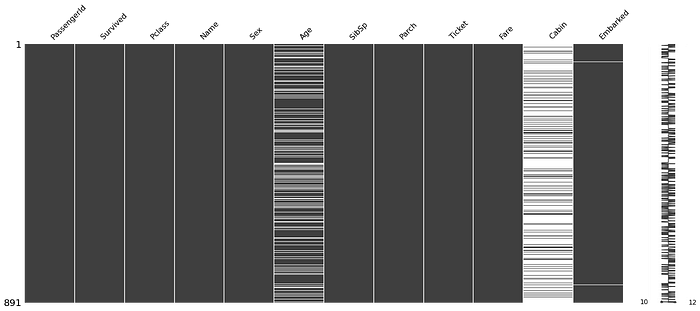 PassengerId
Survived
Pclass
Name
Sex
Age
SibSp
Parch
Ticket
Fare
Cabin
Embarked
1
891
10
12